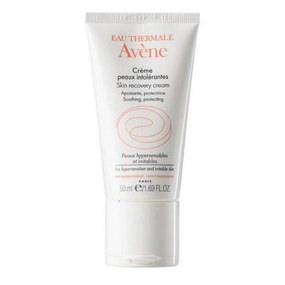 EAU THERMALE
Avène
Crème
peaux intolérantes
Skin recovery cream
Apaisante, protectrice
Soothing, protecting
Peaux hypersensibles
et irritables
For hypersensitive and irritable skin
PARIS
50 ml℮/1.69 FL.OZ.